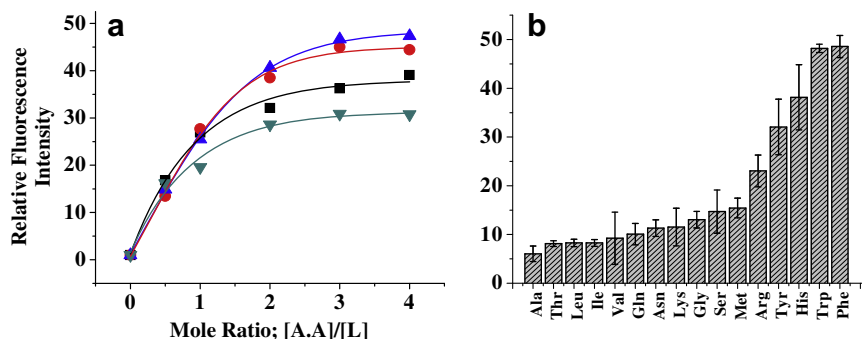 a
Relative Fluorescence
Intensity
50
40
30
20
10
0
0 1 2 3 4
Mole Ratio; [A.A]/[L]
b
50
40
30
20
10
0
Ala Thr Leu Ile Val Gln Asn Lys Gly Ser Met Arg Tyr His Trp Phe